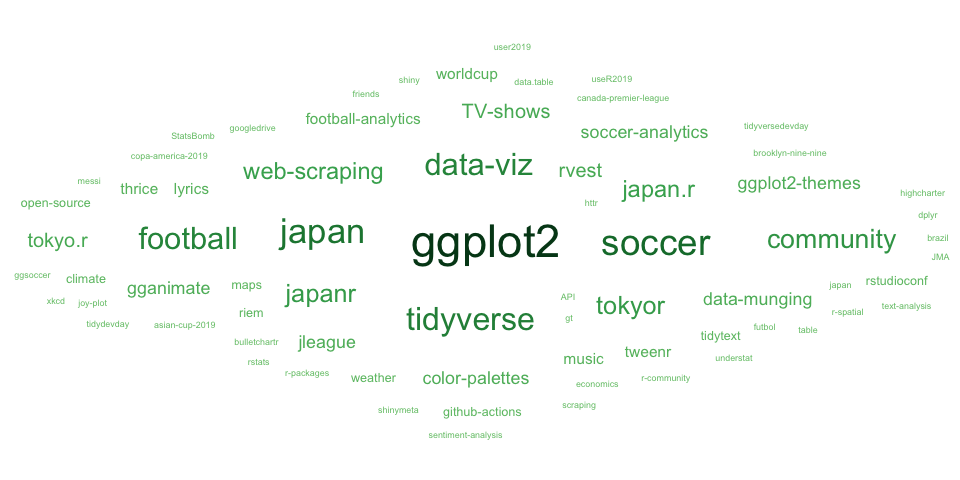 user2019
worldcup
shiny
data.table
useR2019
friends
canada-premier-league
TV-shows
football-analytics
googledrive
StatsBomb
soccer-analytics
tidyversedevday
copa-america-2019
brooklyn-nine-nine
web-scraping
data-viz
rvest
messi
thrice
lyrics
japan.r
ggplot2-themes
highcharter
open-source
httr
dplyr
tokyo.r
football
japan
ggplot2
soccer
community
brazil
JMA
ggsoccer
climate
gganimate
maps
japanr
API
tokyor
data-munging
japan
rstudioconf
xkcd
joy-plot
riem
tidyverse
gt
r-spatial
text-analysis
tidydevday
asian-cup-2019
futbol
table
bulletchartr
jleague
tidytext
rstats
music
tweenr
understat
r-packages
weather
color-palettes
economics
r-community
shinymeta
github-actions
scraping
sentiment-analysis